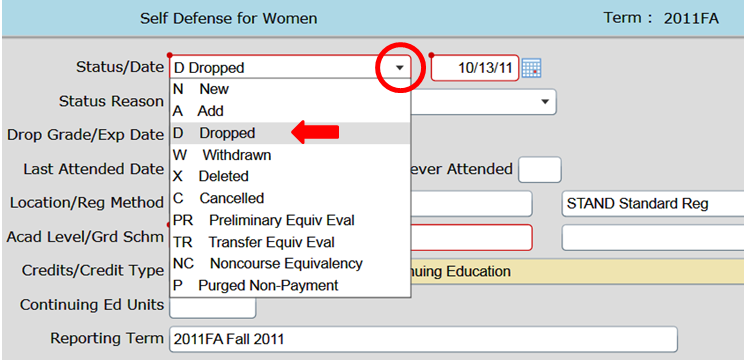 Self Defense for Women Term : 2011FA
Status/Date D Dropped 10/13/11
N New
Status Reason
A Add
Drop Grade/Exp Date D Dropped
W Withdrawn
Last Attended Date ever Attended
X Deleted
Location/Reg Method C Cancelled STAND Standard Reg
PR Preliminary Equiv Eval
Acad Level/Grd Schm
TR Transfer Equiv Eval
Credits/Credit Type NC Noncourse Equivalency nuing Education
P Purged Non-Payment
Continuing Ed Units
Reporting Term 2011FA Fall 2011